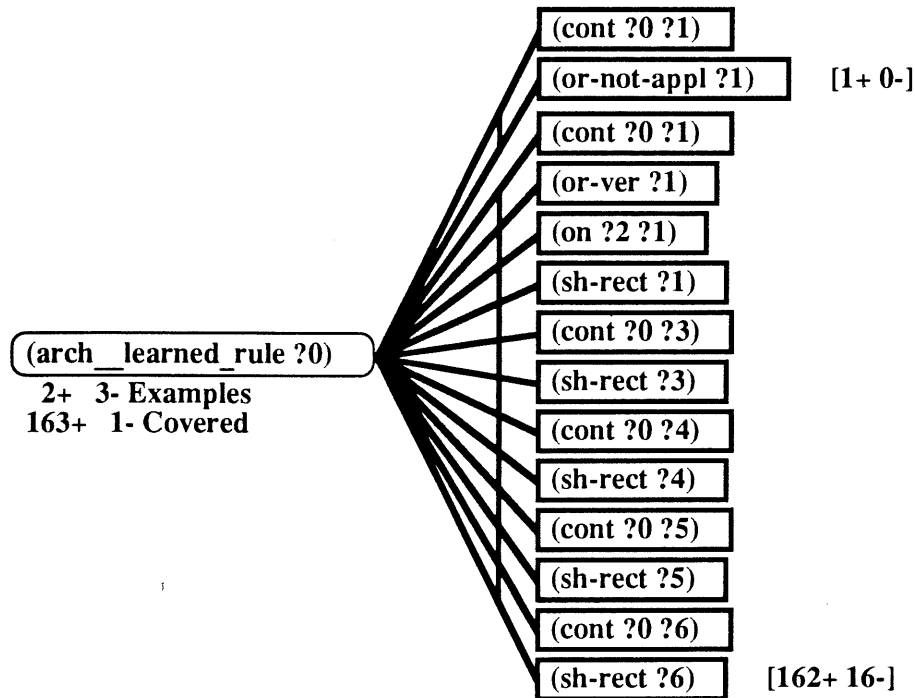 (cont ?0 ?1)
(or-not-appl ?1) [1+ 0-]
(cont ?0 ?1)
(or-ver ?1)
(on ?2 ?1)
(sh-rect ?1)
(arch__learned_rule ?0)
2+ 3- Examples
163+ 1- Covered
(cont ?0 ?3)
(sh-rect ?3)
(cont ?0 ?4)
(sh-rect ?4)
(cont ?0 ?5)
(sh-rect ?5)
(cont ?0 ?6)
(sh-rect ?6) [162+ 16-]